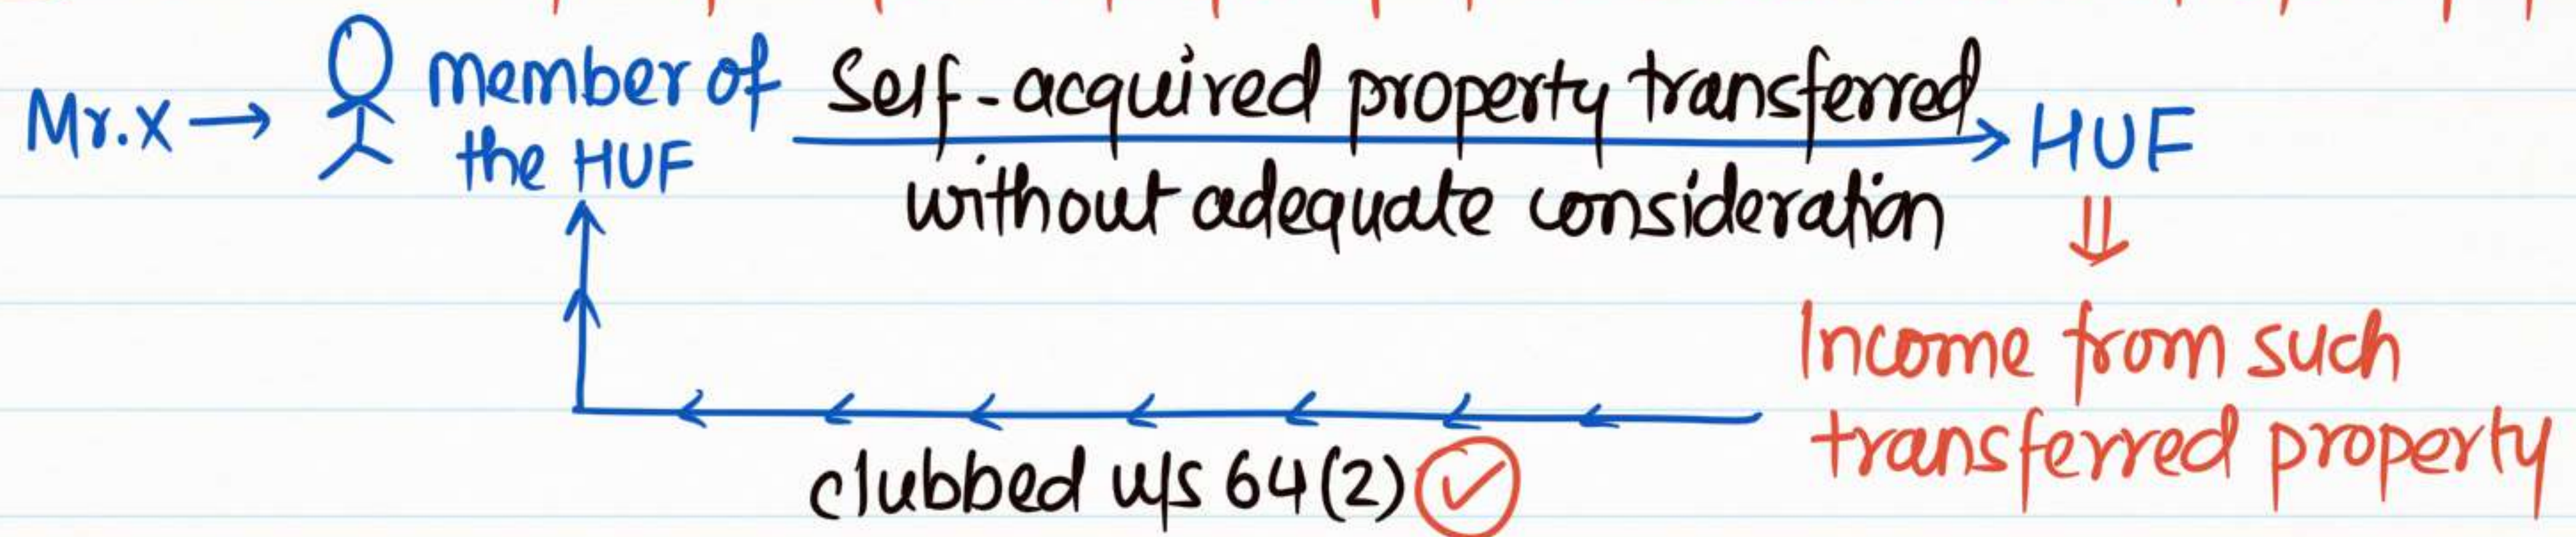 Mr.X → member of Self-acquired property transferred HUF
the HUF without adequate consideration
Income from such
transferred property
clubbed u/s 64(2)